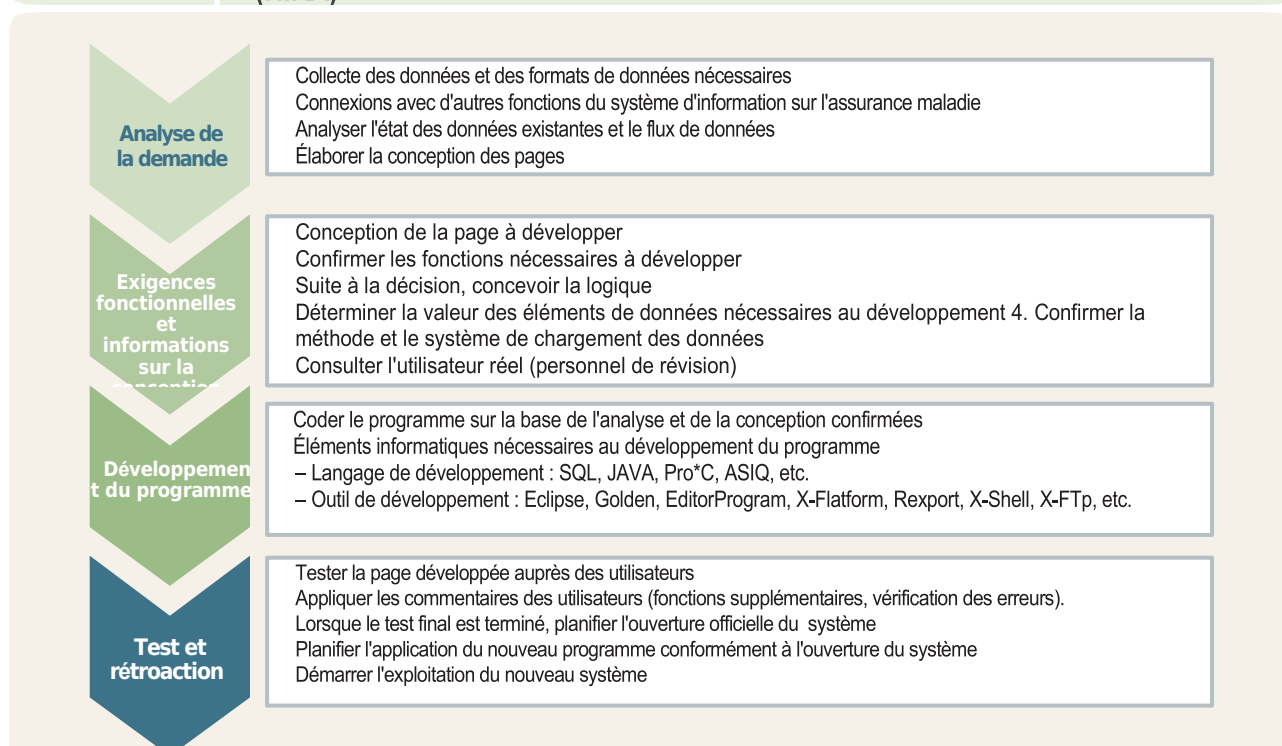 Analyse de
la demande
Collecte des données et des formats de données nécessaires
Connexions avec d'autres fonctions du système d'information sur l'assurance maladie
Analyser l'état des données existantes et le flux de données
Élaborer la conception des pages
Exigences
fonctionnelles
et
informations
sur la
conception
Conception de la page à développer
Confirmer les fonctions nécessaires à développer
Suite à la décision, concevoir la logique
Déterminer la valeur des éléments de données nécessaires au développement 4. Confirmer la
méthode et le système de chargement des données
Consulter l'utilisateur réel (personnel de révision)
Développemen
t du programme
Coder le programme sur la base de l'analyse et de la conception confirmées
Éléments informatiques nécessaires au développement du programme
– Langage de développement : SQL, JAVA, Pro*C, ASIQ, etc.
– Outil de développement : Eclipse, Golden, EditorProgram, X-Flatform, Rexport, X-Shell, X-FTp, etc.
Test et
rétroaction
Tester la page développée auprès des utilisateurs
Appliquer les commentaires des utilisateurs (fonctions supplémentaires, vérification des erreurs).
Lorsque le test final est terminé, planifier l'ouverture officielle du  système
Planifier l'application du nouveau programme conformément à l'ouverture du système
Démarrer l'exploitation du nouveau système